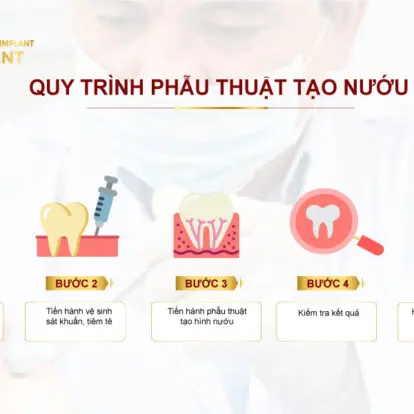 IMPLANT
ENT
QUY TRÌNH PHẪU THUẬT TẠO NƯỚU
BƯỚC 2
BƯỚC 3
BƯỚC 4
Tiến hành vệ sinh
sát khuẩn, tiêm tê
Tiến hành phẫu thuật
tạo hình nướu
Kiểm tra kết quả